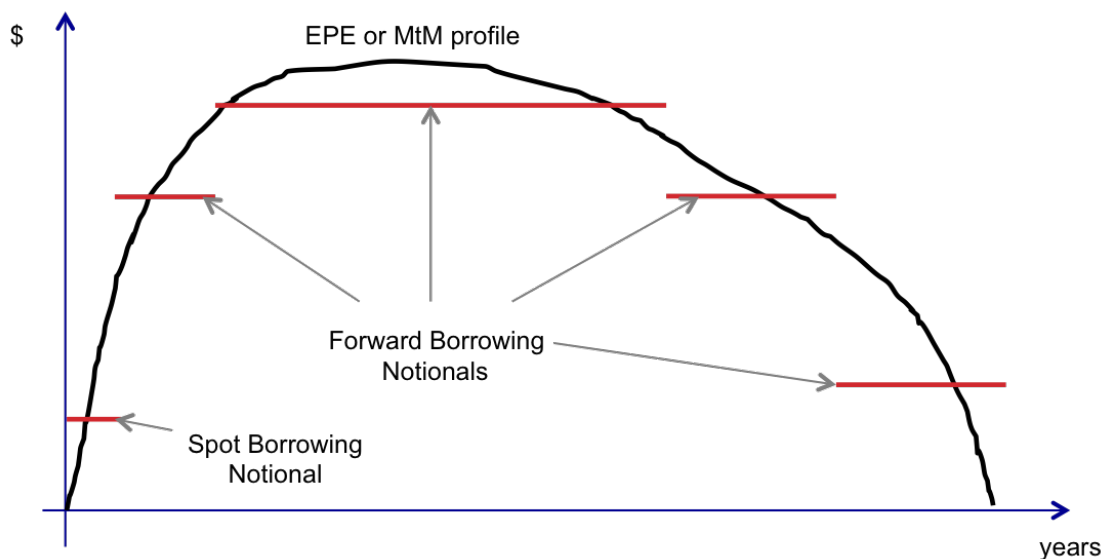 $
EPE or MtM profile
Forward Borrowing
Notionals
Spot Borrowing
Notional
years